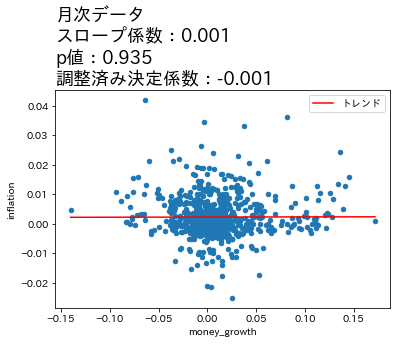 月次データ
スロープ係数：0.001
p値：0.935
調整済み決定係数：-0.001
トレンド
0.04
0.03
0.02
0.01
0.00
−0.01
−0.02
inflation
−0.15
−0.10
−0.05
0.00
0.05
0.10
0.15
money_growth